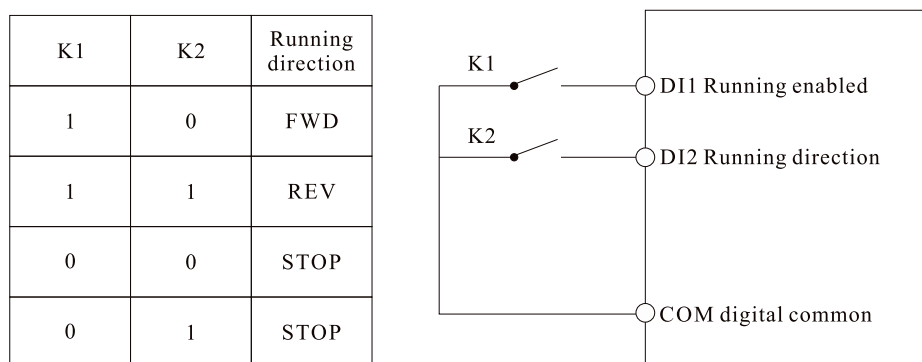 K1 K2 Running direction
1 0 FWD
1 1 REV
0 0 STOP
0 1 STOP
K1
DI1 Running enabled
K2
DI2 Running direction
COM digital common